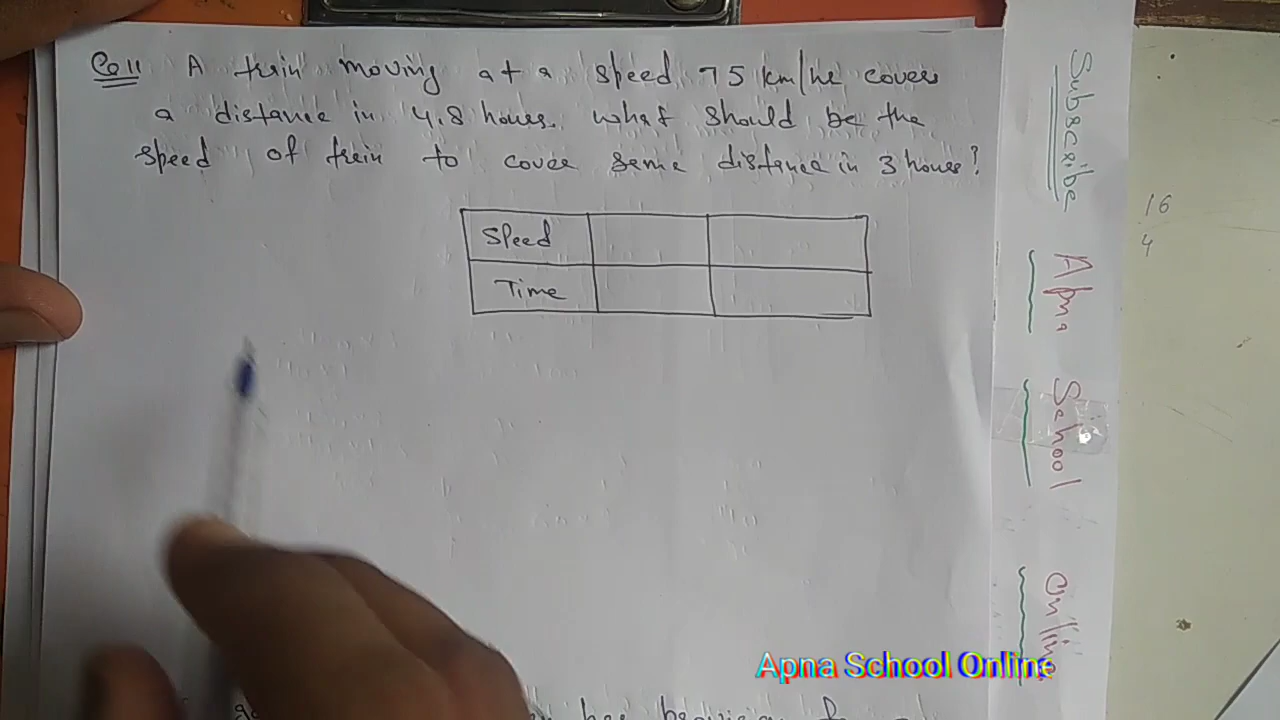 Q11 A train moving at a speed 75 km/hr covers
a distance in 4.8 hours. what should be the
speed of train to cover same distance in 3 hours?
Speed
Time
Subscribe Apna School
16
4
Apna School Online